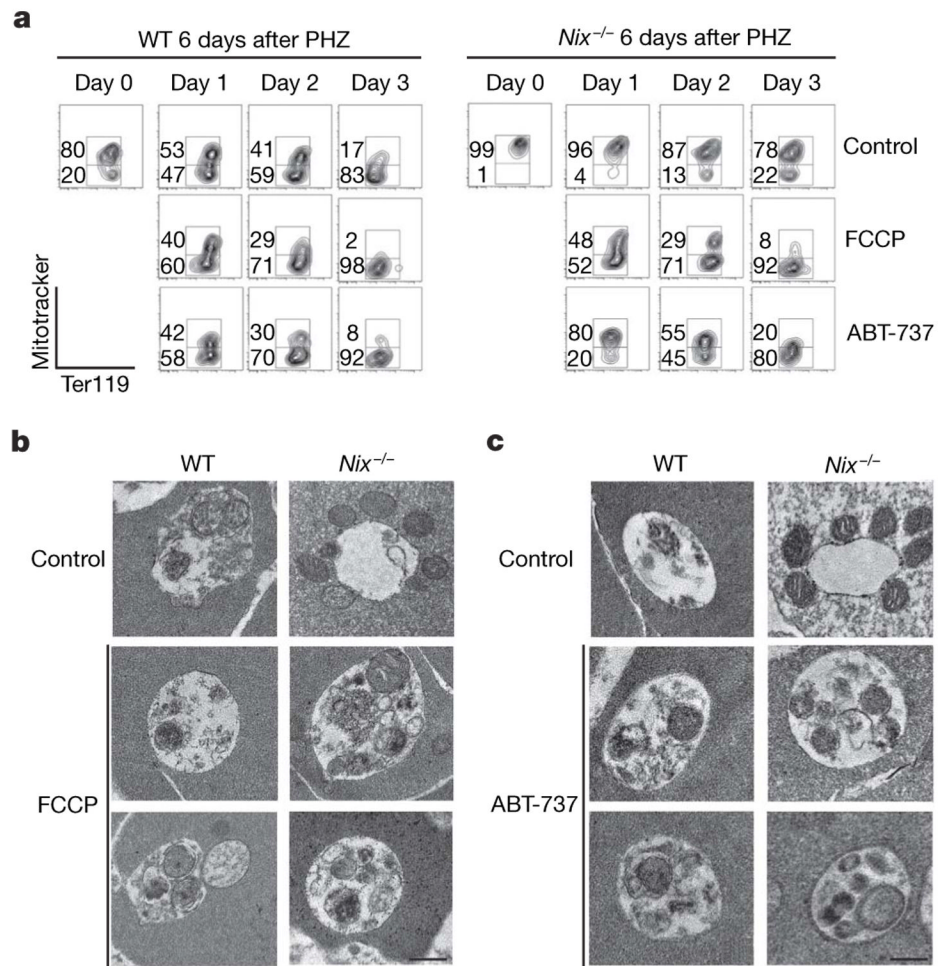 a
WT 6 days after PHZ
Nix–/– 6 days after PHZ
Day 0 Day 1 Day 2 Day 3
Day 0 Day 1 Day 2 Day 3
80 53 41 17
20 47 59 83
99 96 87 78
1 4 13 22
Control
40 29 2
60 71 98
48 29 8
52 71 92
FCCP
42 30 8
58 70 92
80 55 20
20 45 80
ABT-737
Mitotracker
Ter119
b
WT Nix–/–
Control
FCCP
c
WT Nix–/–
Control
ABT-737